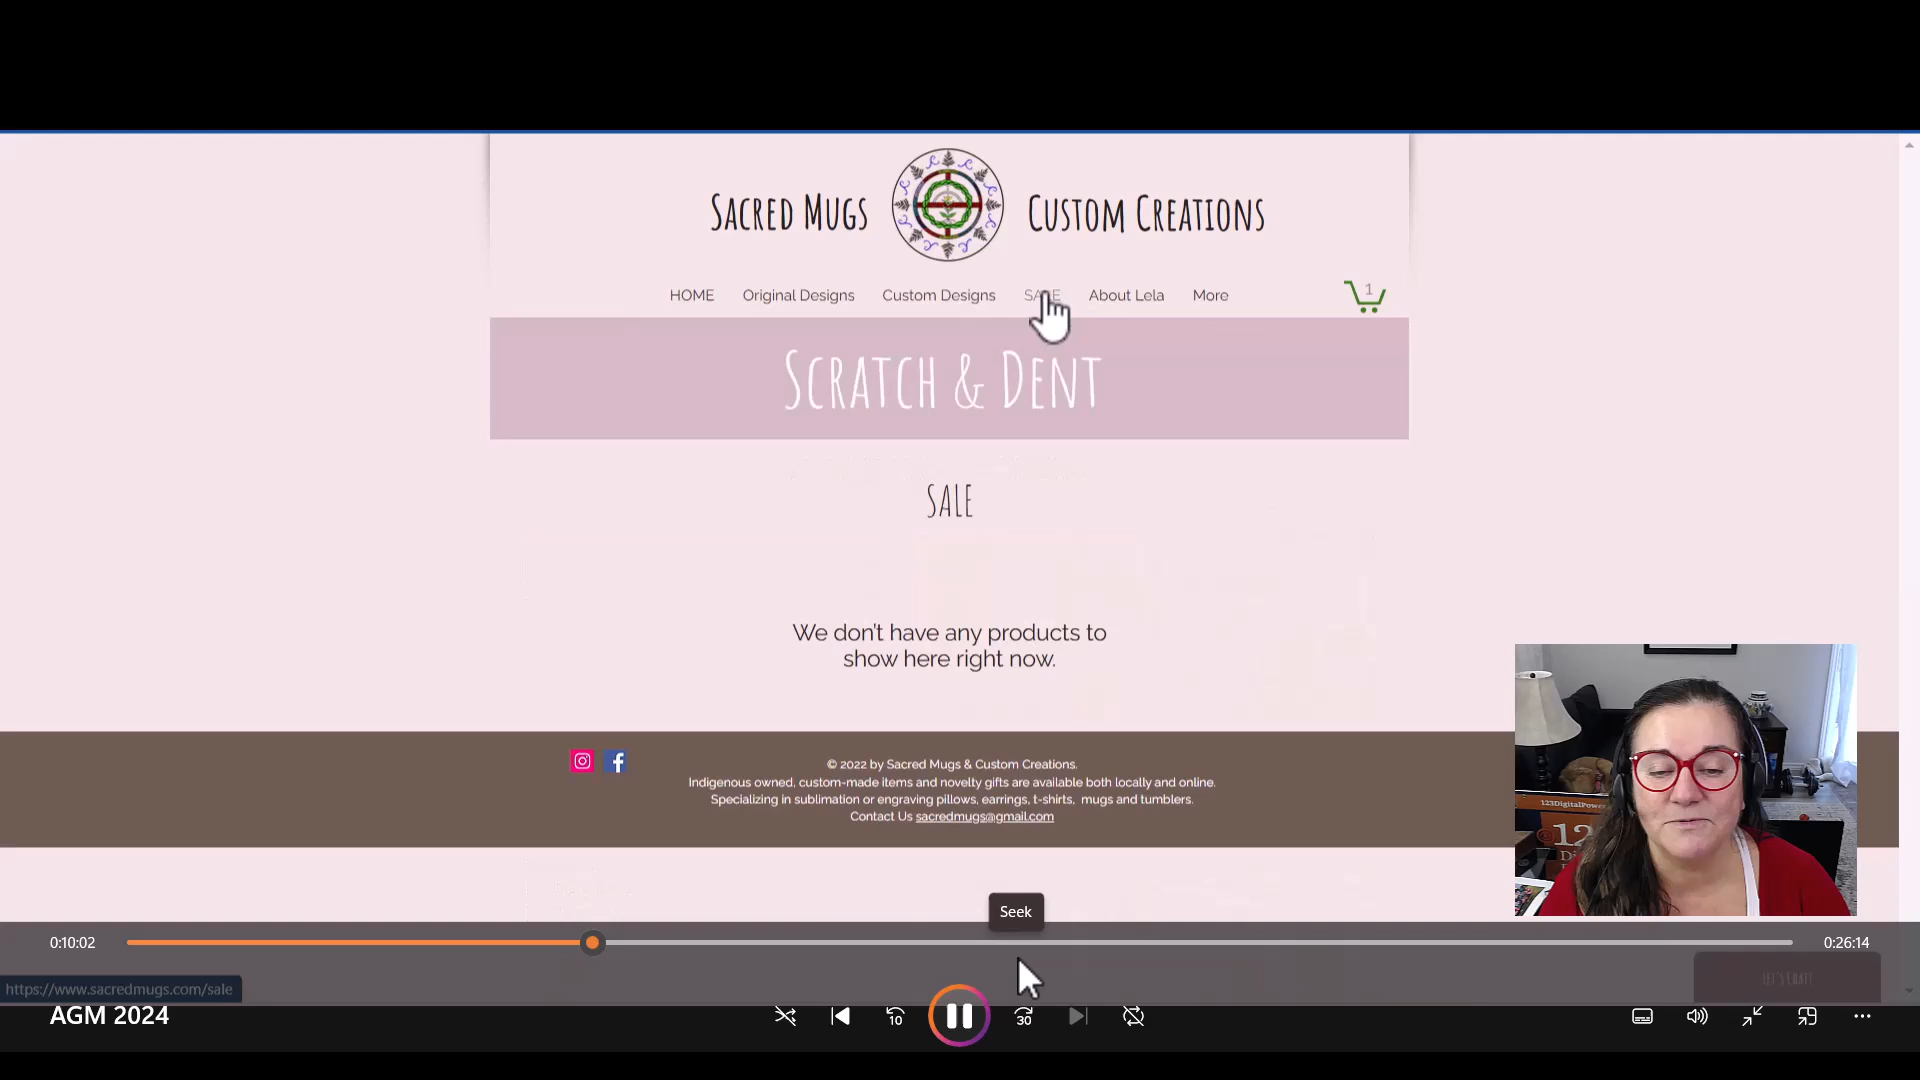 Sacred Mugs Custom Creations
HOME Original Designs Custom Designs SALE About Lela More 1
Scratch & Dent
SALE
We don't have any products to
show here right now.
© 2022 by Sacred Mugs & Custom Creations.
Indigenous owned, custom-made items and novelty gifts are available both locally and online.
Specializing in sublimation or engraving pillows, earrings, t-shirts, mugs and tumblers.
Contact Us sacredmugs@gmail.com
123DigitalPower
Seek
0:10:02 0:26:14
Let's Chat!
https://www.sacredmugs.com/sale
AGM 2024
10 30